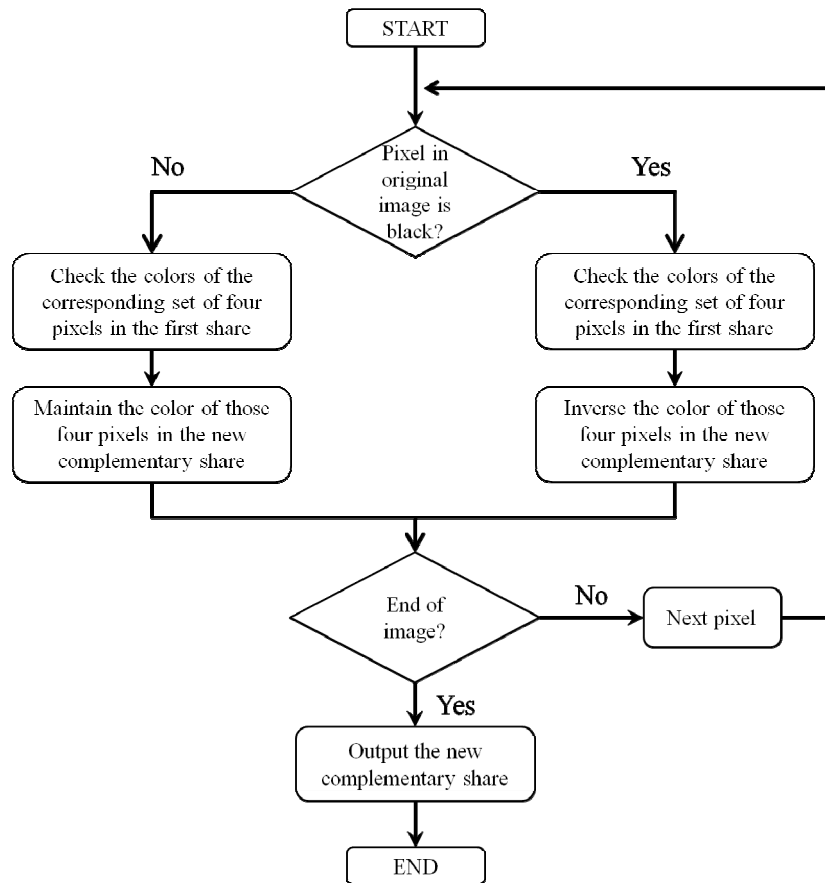 START
Pixel in
original
image is
black?
No
Yes
Check the colors of the
corresponding set of four
pixels in the first share
Check the colors of the
corresponding set of four
pixels in the first share
Maintain the color of those
four pixels in the new
complementary share
Inverse the color of those
four pixels in the new
complementary share
End of
image?
No
Next pixel
Yes
Output the new
complementary share
END